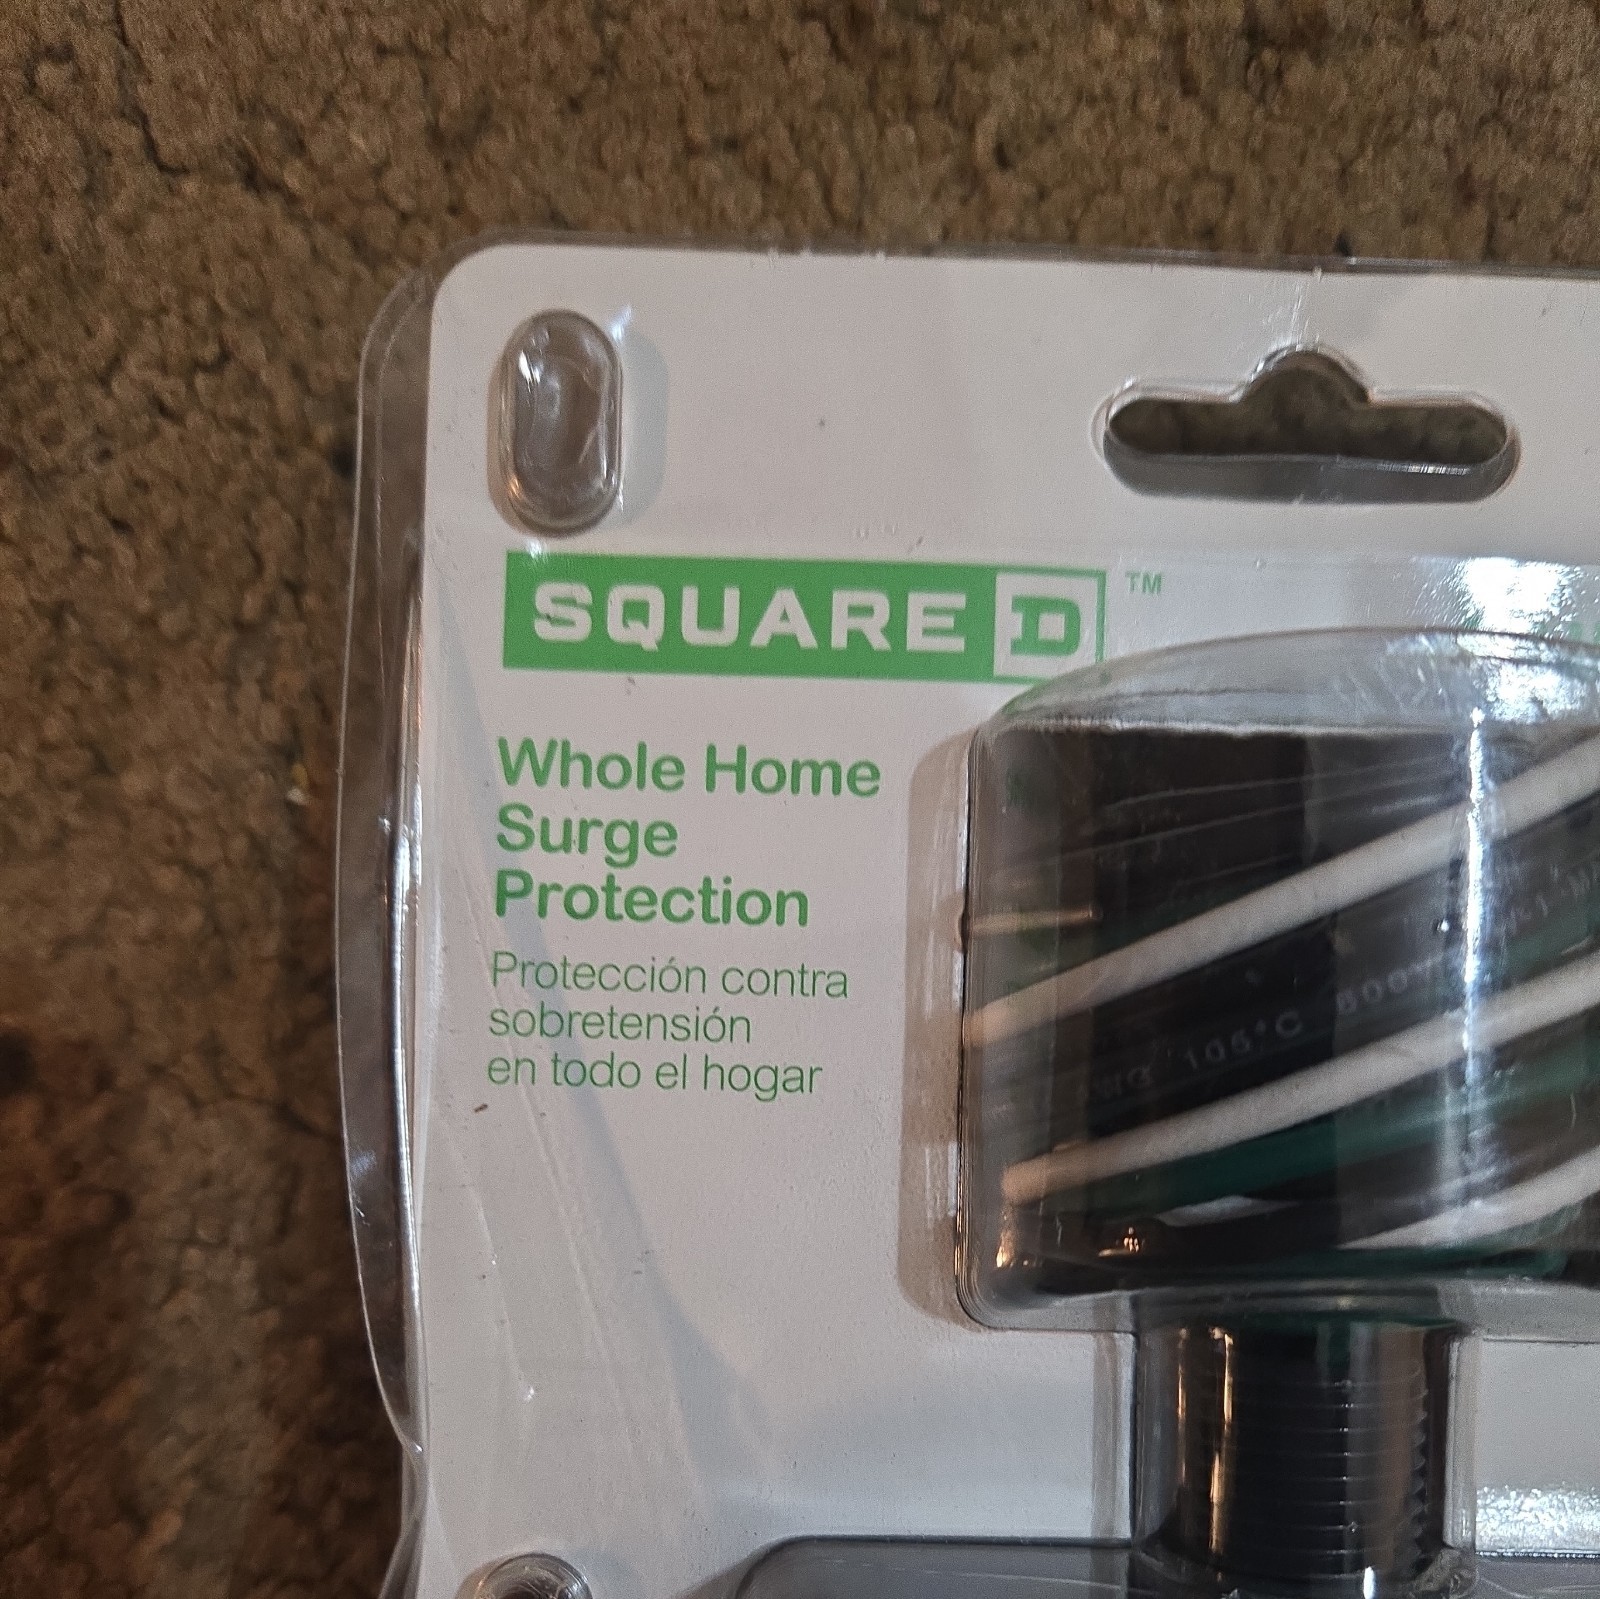 SQUARE D ™
Whole Home
Surge
Protection
Protección contra
sobretensión
en todo el hogar
105°C